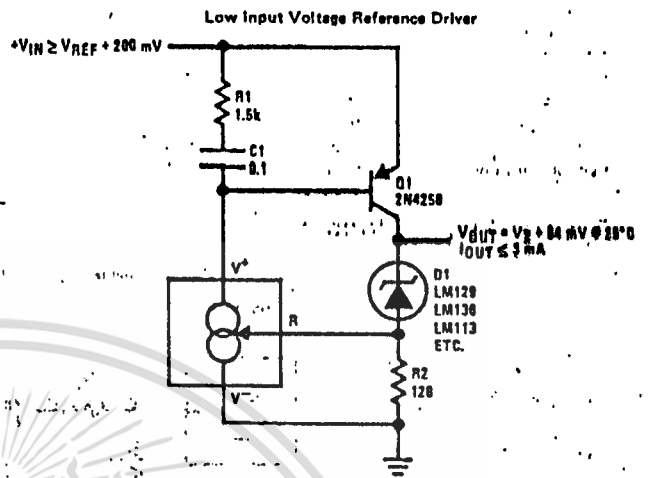 Low Input Voltage Reference Driver
+VIN ≥ VREF + 200 mV
R1
1.5k
C1
0.1
Q1
2N4250
VOUT = VZ + 64 mV @ 25°C
IOUT ≤ 3 mA
V+
D1
LM129
LM136
LM113
ETC.
R
R2
120
V−